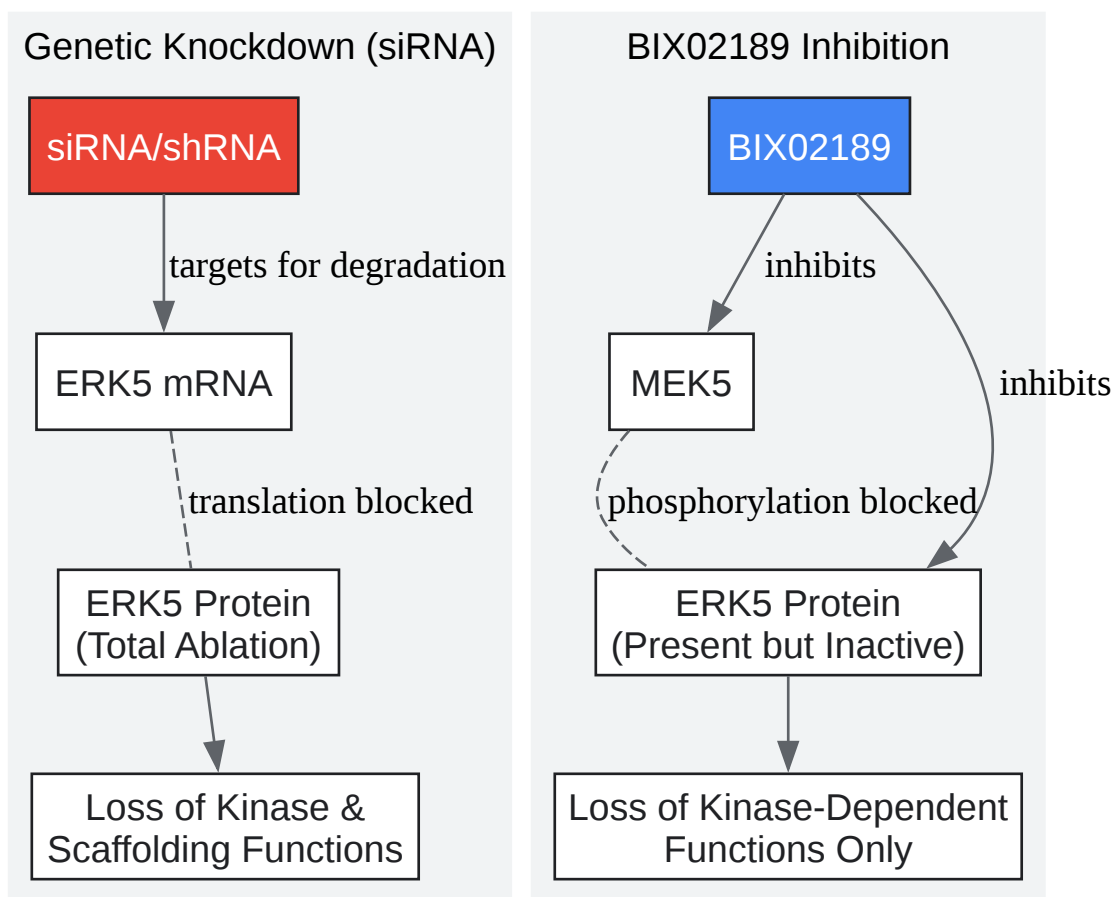 Genetic Knockdown (siRNA)
siRNA/shRNA
targets for degradation
ERK5 mRNA
translation blocked
ERK5 Protein
(Total Ablation)
Loss of Kinase &
Scaffolding Functions
BIX02189 Inhibition
BIX02189
inhibits
MEK5
inhibits
phosphorylation blocked
ERK5 Protein
(Present but Inactive)
Loss of Kinase-Dependent
Functions Only